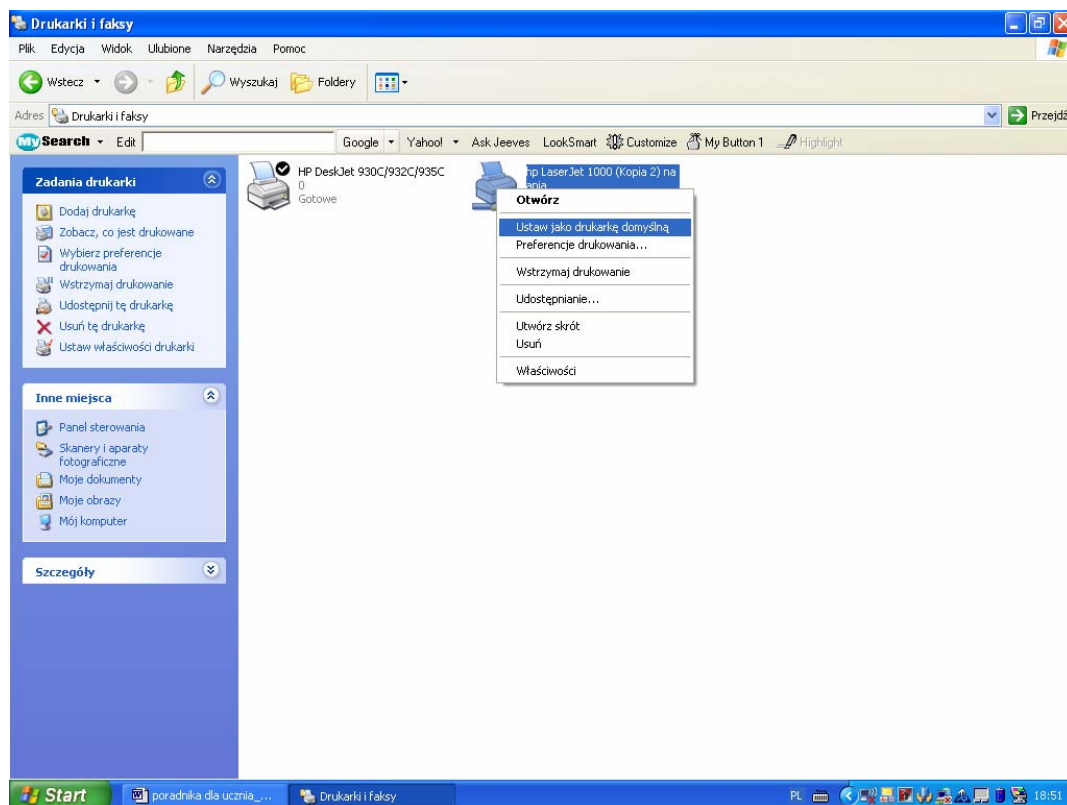 Drukarki i faksy
Plik Edycja Widok Ulubione Narzędzia Pomoc
Wstecz Wyszukaj Foldery
Adres Drukarki i faksy Przejdź
My Search Edit Google Yahoo! Ask Jeeves LookSmart Customize My Button 1 Highlight
Zadania drukarki
Dodaj drukarkę
Zobacz, co jest drukowane
Wybierz preferencje
drukowania
Wstrzymaj drukowanie
Udostępnij tę drukarkę
Usuń tę drukarkę
Ustaw właściwości drukarki
Inne miejsca
Panel sterowania
Skanery i aparaty
fotograficzne
Moje dokumenty
Moje obrazy
Mój komputer
Szczegóły
HP DeskJet 930C/932C/935C
0
Gotowe
hp LaserJet 1000 (Kopia 2) na
ania
Otwórz
Ustaw jako drukarkę domyślną
Preferencje drukowania...
Wstrzymaj drukowanie
Udostępnianie...
Utwórz skrót
Usuń
Właściwości
Start poradnika dla ucznia_... Drukarki i faksy PL 18:51